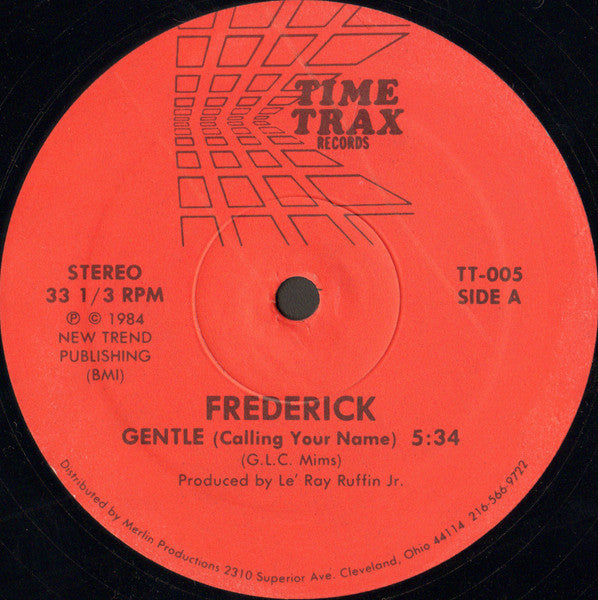 TIME
TRAX
RECORDS
STEREO
33 1/3 RPM
℗ © 1984
NEW TREND
PUBLISHING
(BMI)
TT-005
SIDE A
FREDERICK
GENTLE (Calling Your Name) 5:34
(G.L.C. Mims)
Produced by Le' Ray Ruffin Jr.
Distributed by Merlin Productions 2310 Superior Ave. Cleveland, Ohio 44114 216-566-9722